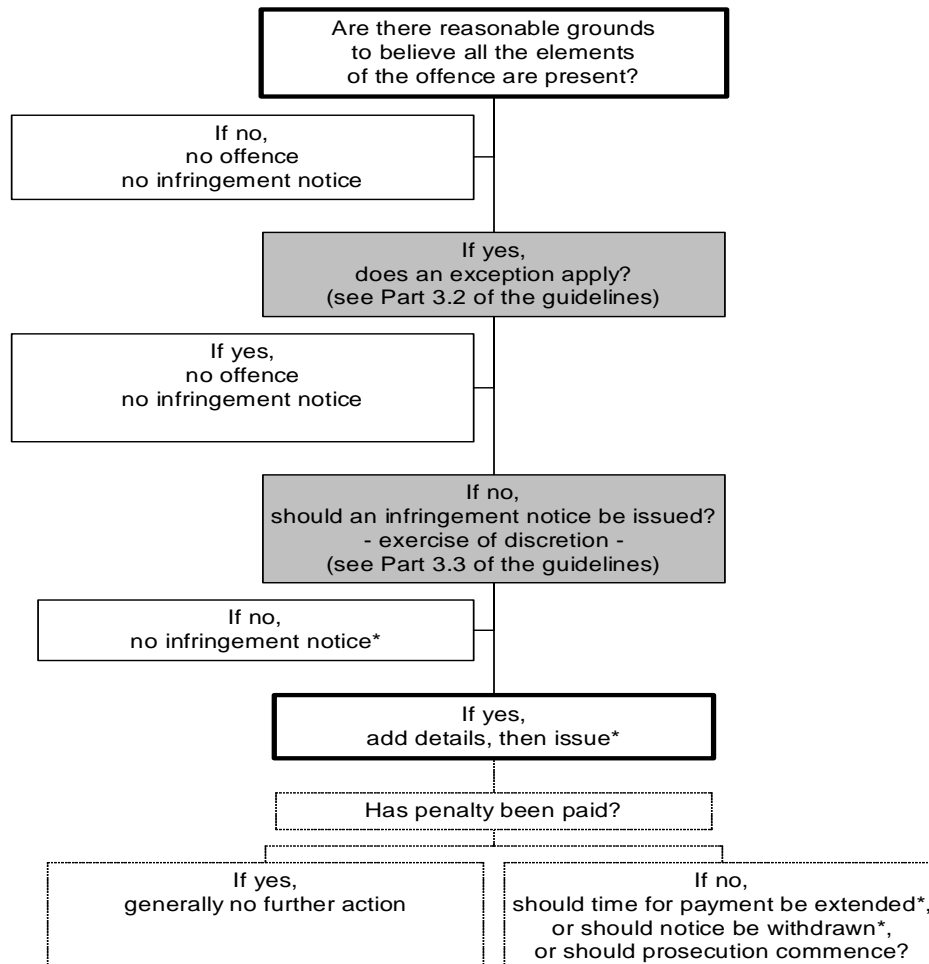 Are there reasonable grounds
to believe all the elements
of the offence are present?
If no,
no offence
no infringement notice
If yes,
does an exception apply?
(see Part 3.2 of the guidelines)
If yes,
no offence
no infringement notice
If no,
should an infringement notice be issued?
- exercise of discretion -
(see Part 3.3 of the guidelines)
If no,
no infringement notice*
If yes,
add details, then issue*
Has penalty been paid?
If yes,
generally no further action
If no,
should time for payment be extended*,
or should notice be withdrawn*,
or should prosecution commence?